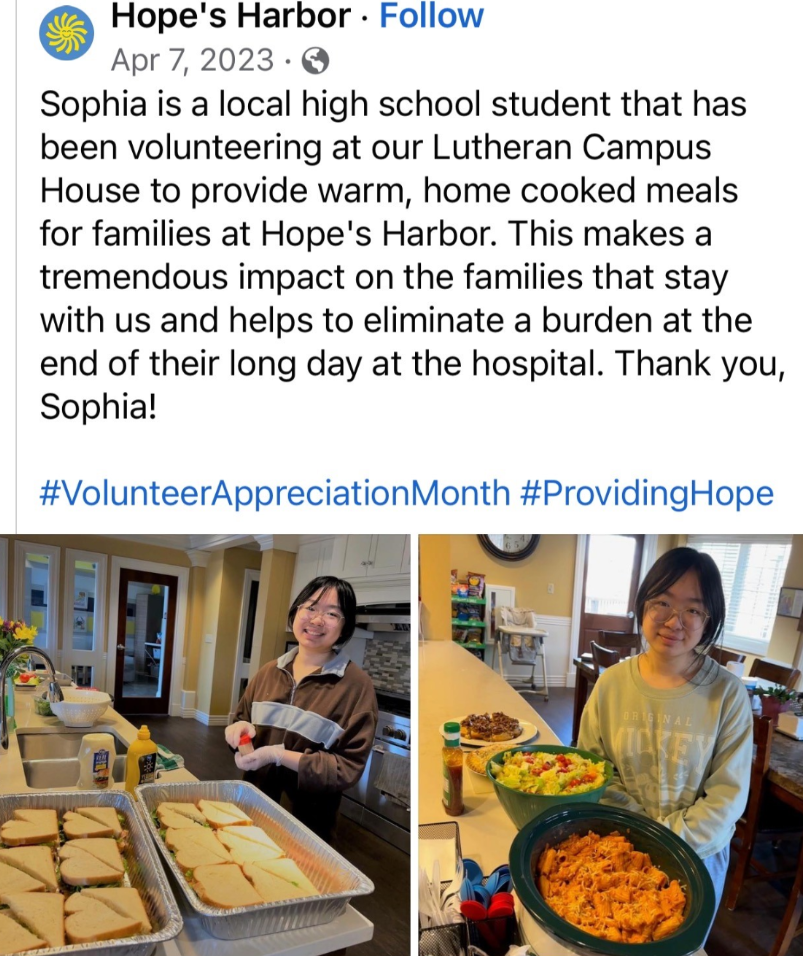 Hope's Harbor · Follow
Apr 7, 2023 ·
Sophia is a local high school student that has
been volunteering at our Lutheran Campus
House to provide warm, home cooked meals
for families at Hope's Harbor. This makes a
tremendous impact on the families that stay
with us and helps to eliminate a burden at the
end of their long day at the hospital. Thank you,
Sophia!
#VolunteerAppreciationMonth #ProvidingHope
ORIGINAL
MICKEY